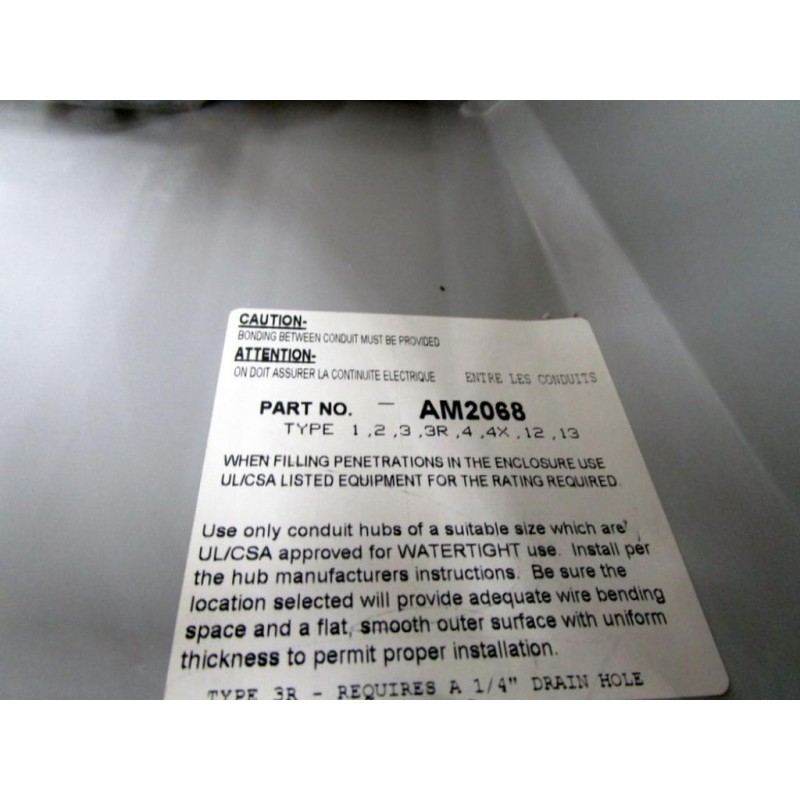 CAUTION-
BONDING BETWEEN CONDUIT MUST BE PROVIDED
ATTENTION-
ON DOIT ASSURER LA CONTINUITE ELECTRIQUE ENTRE LES CONDUITS
PART NO. - AM2068
TYPE 1,2,3,3R,4,4X,12,13
WHEN FILLING PENETRATIONS IN THE ENCLOSURE USE
UL/CSA LISTED EQUIPMENT FOR THE RATING REQUIRED.
Use only conduit hubs of a suitable size which are
UL/CSA approved for WATERTIGHT use. Install per
the hub manufacturers instructions. Be sure the
location selected will provide adequate wire bending
space and a flat, smooth outer surface with uniform
thickness to permit proper installation.
TYPE 3R - REQUIRES A 1/4" DRAIN HOLE